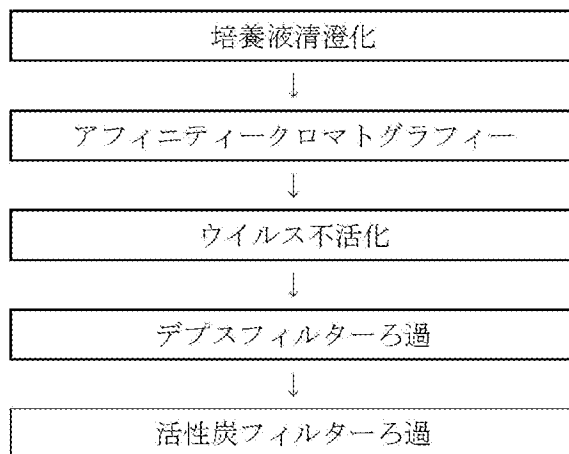 培養液清澄化
↓
アフィニティークロマトグラフィー
↓
ウイルス不活化
↓
デプスフィルターろ過
↓
活性炭フィルターろ過